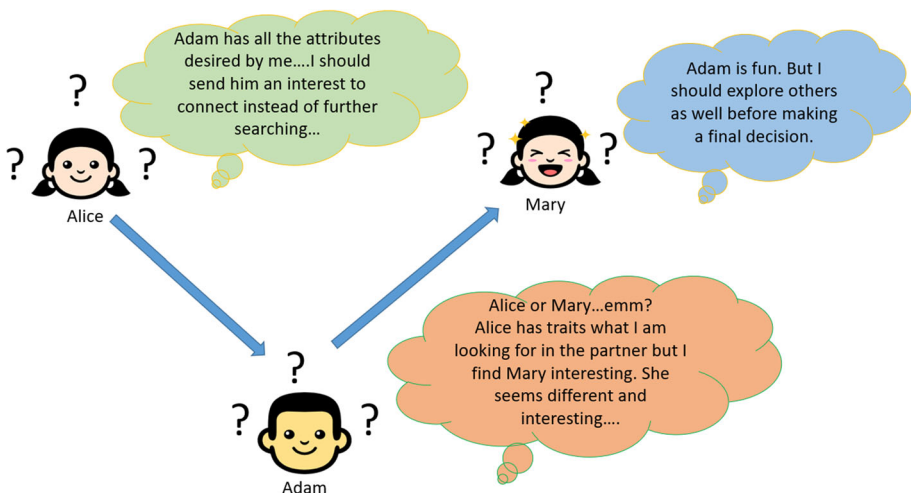 Adam has all the attributes
desired by me....I should
send him an interest to
connect instead of further
searching...
?
?
?
Alice
Adam is fun. But I
should explore others
as well before making
a final decision.
?
?
?
Mary
Alice or Mary...emm?
Alice has traits what I am
looking for in the partner but I
find Mary interesting. She
seems different and
interesting....
?
?
?
Adam